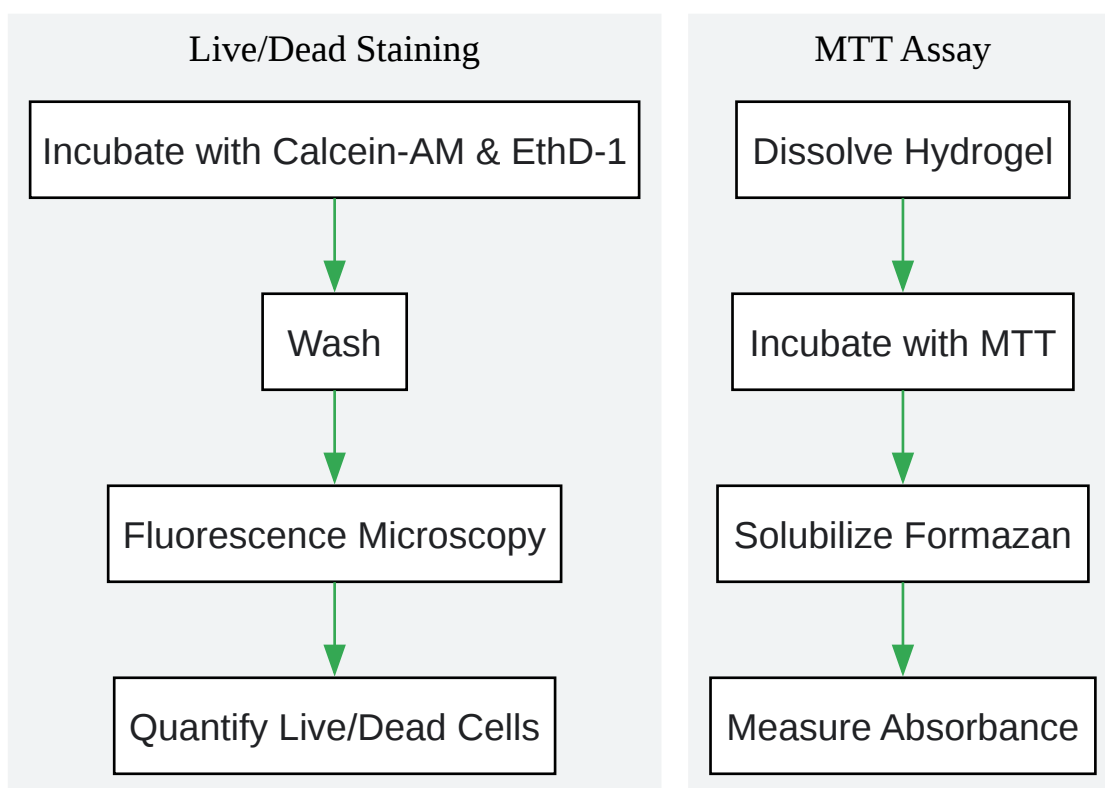 Live/Dead Staining
Incubate with Calcein-AM & EthD-1
Wash
Fluorescence Microscopy
Quantify Live/Dead Cells
MTT Assay
Dissolve Hydrogel
Incubate with MTT
Solubilize Formazan
Measure Absorbance